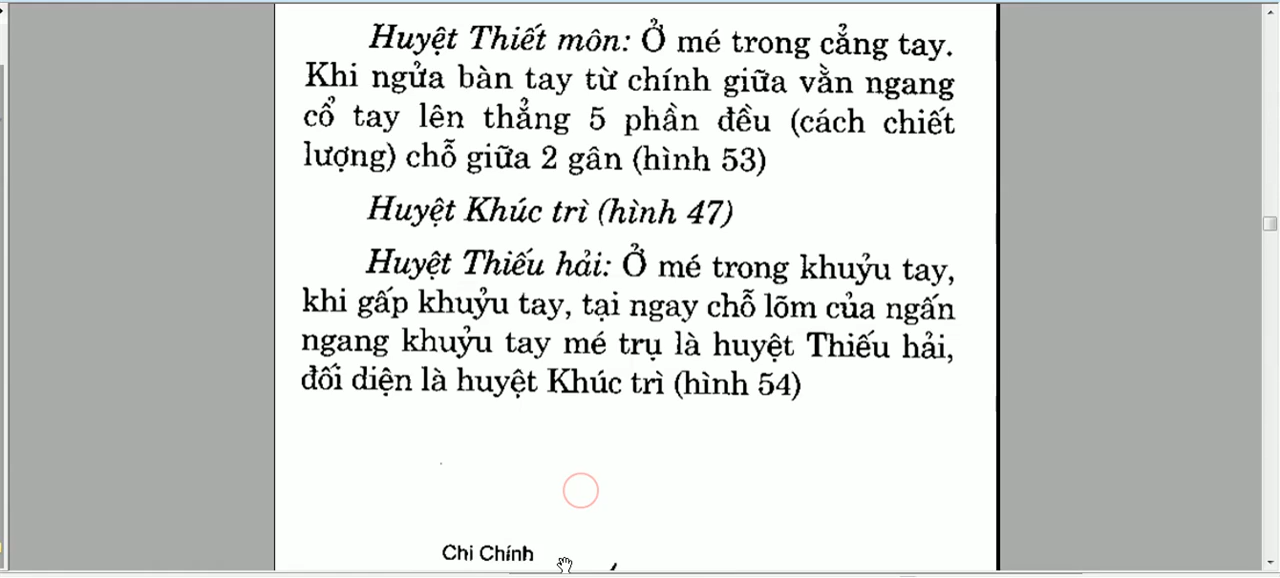 Huyệt Thiết môn: Ở mé trong cẳng tay.
Khi ngửa bàn tay từ chính giữa vằn ngang
cổ tay lên thẳng 5 phần đều (cách chiết
lượng) chỗ giữa 2 gân (hình 53)
Huyệt Khúc trì (hình 47)
Huyệt Thiếu hải: Ở mé trong khuỷu tay,
khi gấp khuỷu tay, tại ngay chỗ lõm của ngấn
ngang khuỷu tay mé trụ là huyệt Thiếu hải,
đối diện là huyệt Khúc trì (hình 54)
Chi Chính